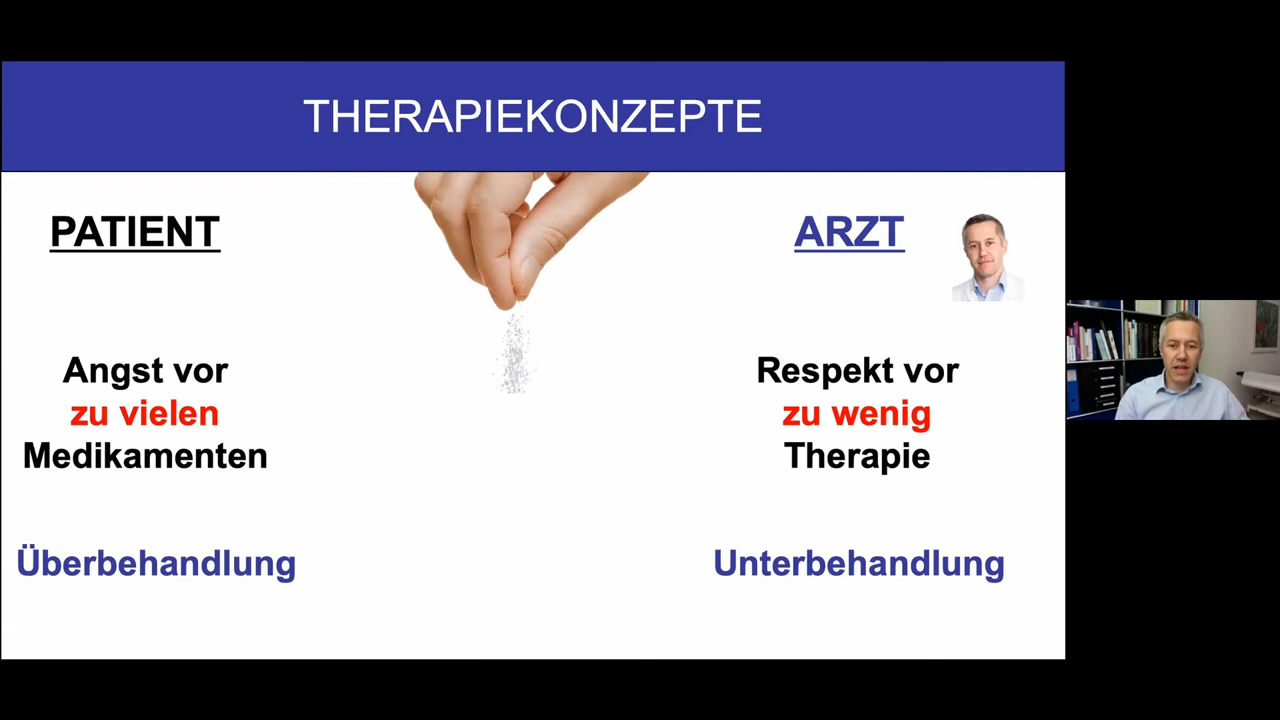 THERAPIEKONZEPTE
PATIENT
Angst vor
zu vielen
Medikamenten
Überbehandlung
ARZT
Respekt vor
zu wenig
Therapie
Unterbehandlung